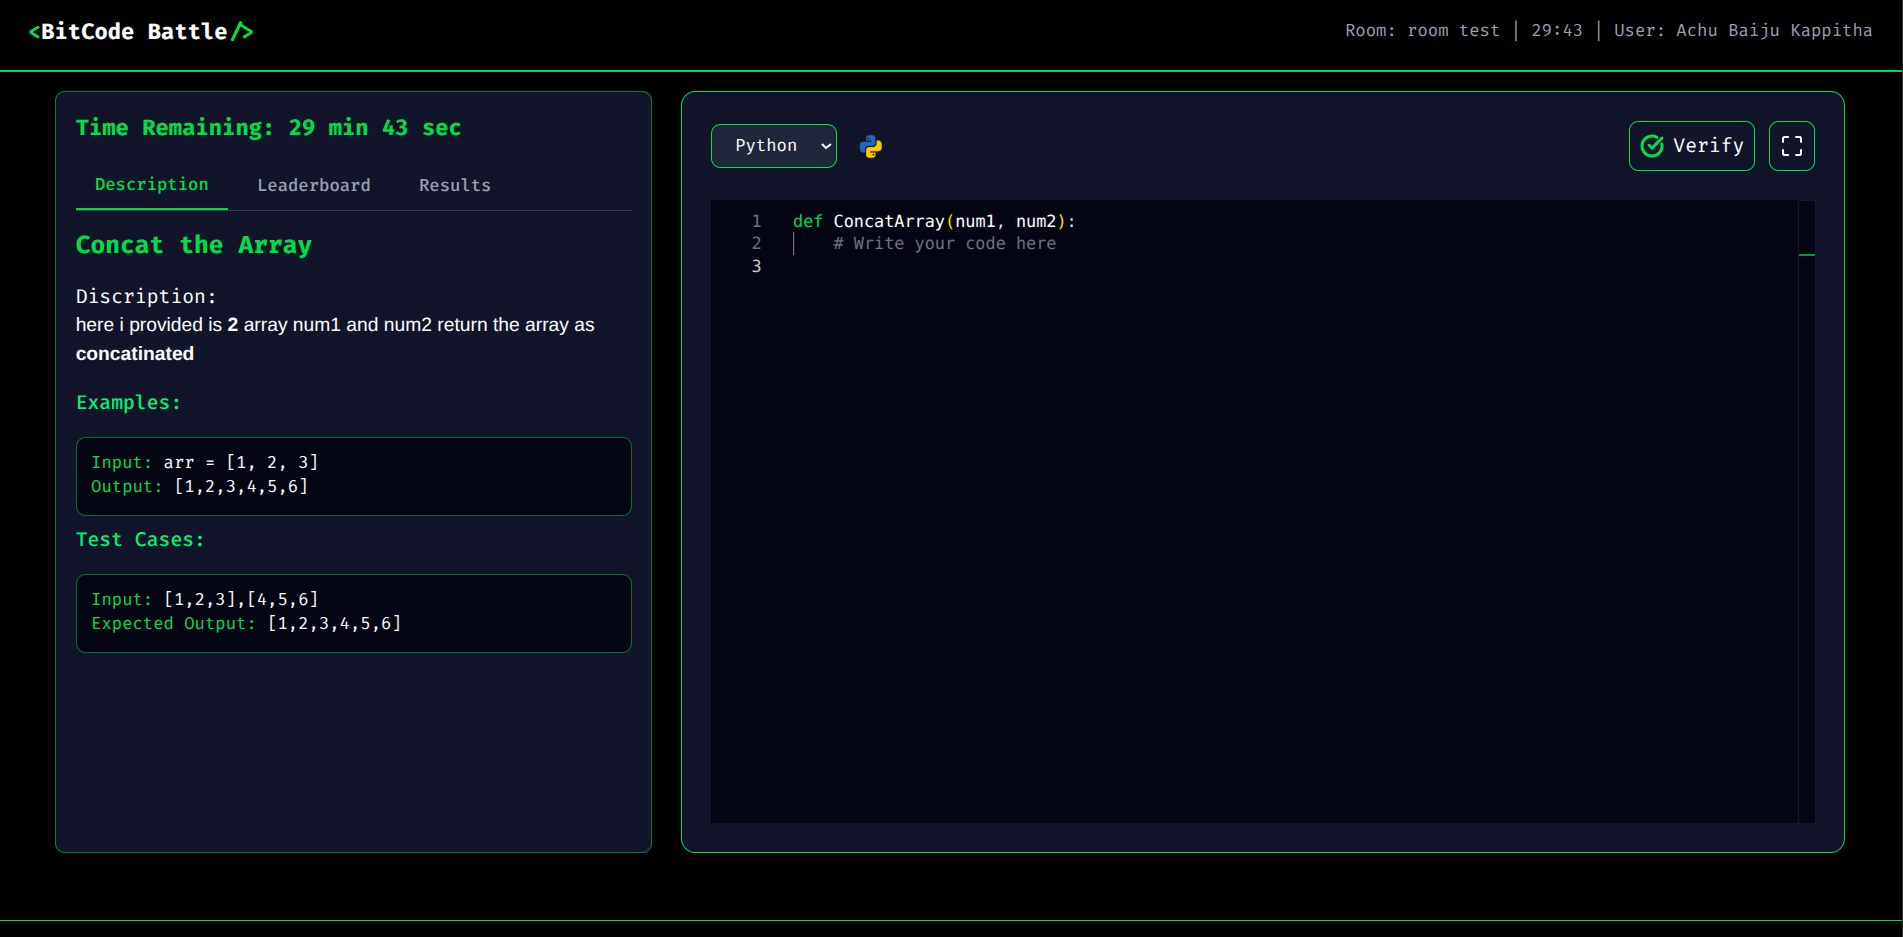 <BitCode Battle/>
Room: room test | 29:43 | User: Achu Baiju Kappitha
Time Remaining: 29 min 43 sec
Description Leaderboard Results
Concat the Array
Discription:
here i provided is 2 array num1 and num2 return the array as
concatinated
Examples:
Input: arr = [1, 2, 3]
Output: [1,2,3,4,5,6]
Test Cases:
Input: [1,2,3],[4,5,6]
Expected Output: [1,2,3,4,5,6]
Python
Verify
1 def ConcatArray(num1, num2):
2 # Write your code here
3